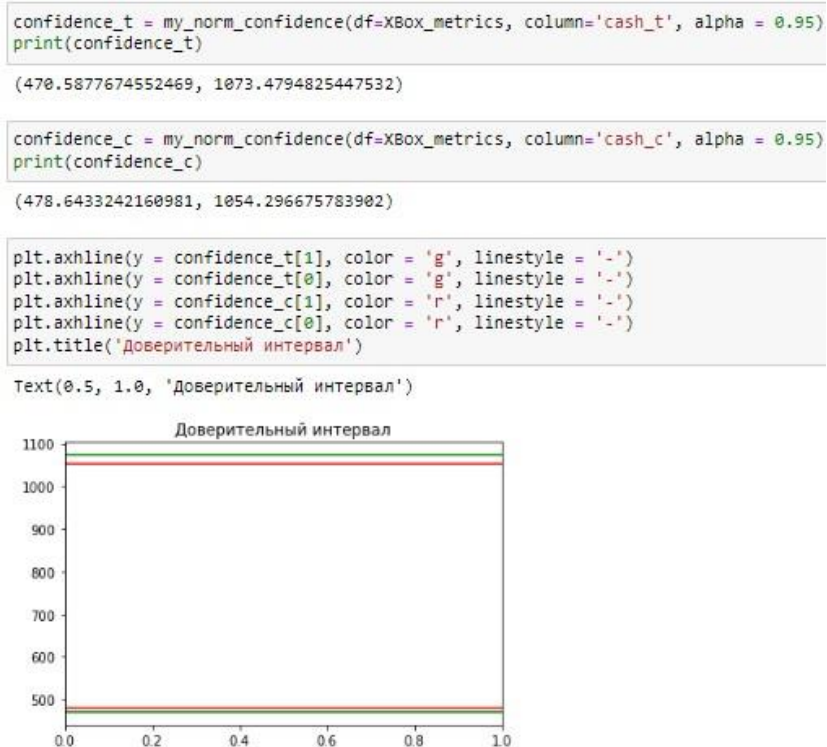 confidence_t = my_norm_confidence(df=XBox_metrics, column='cash_t', alpha = 0.95)
print(confidence_t)
(470.5877674552469, 1073.4794825447532)
confidence_c = my_norm_confidence(df=XBox_metrics, column='cash_c', alpha = 0.95)
print(confidence_c)
(478.6433242160981, 1054.296675783902)
plt.axhline(y = confidence_t[1], color = 'g', linestyle = '-')
plt.axhline(y = confidence_t[0], color = 'g', linestyle = '-')
plt.axhline(y = confidence_c[1], color = 'r', linestyle = '-')
plt.axhline(y = confidence_c[0], color = 'r', linestyle = '-')
plt.title('Доверительный интервал')
Text(0.5, 1.0, 'Доверительный интервал')
Доверительный интервал
1100
1000
900
800
700
600
500
0.0 0.2 0.4 0.6 0.8 1.0